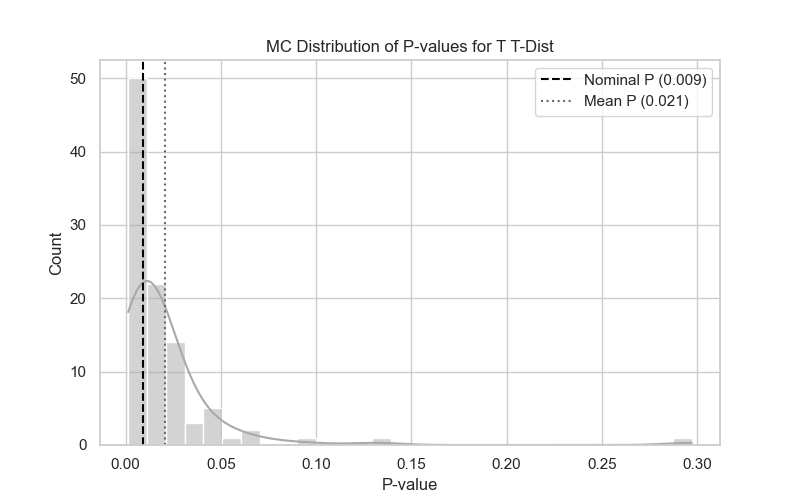 MC Distribution of P-values for T T-Dist
Nominal P (0.009)
Mean P (0.021)
Count
50
40
30
20
10
0
0.00 0.05 0.10 0.15 0.20 0.25 0.30
P-value